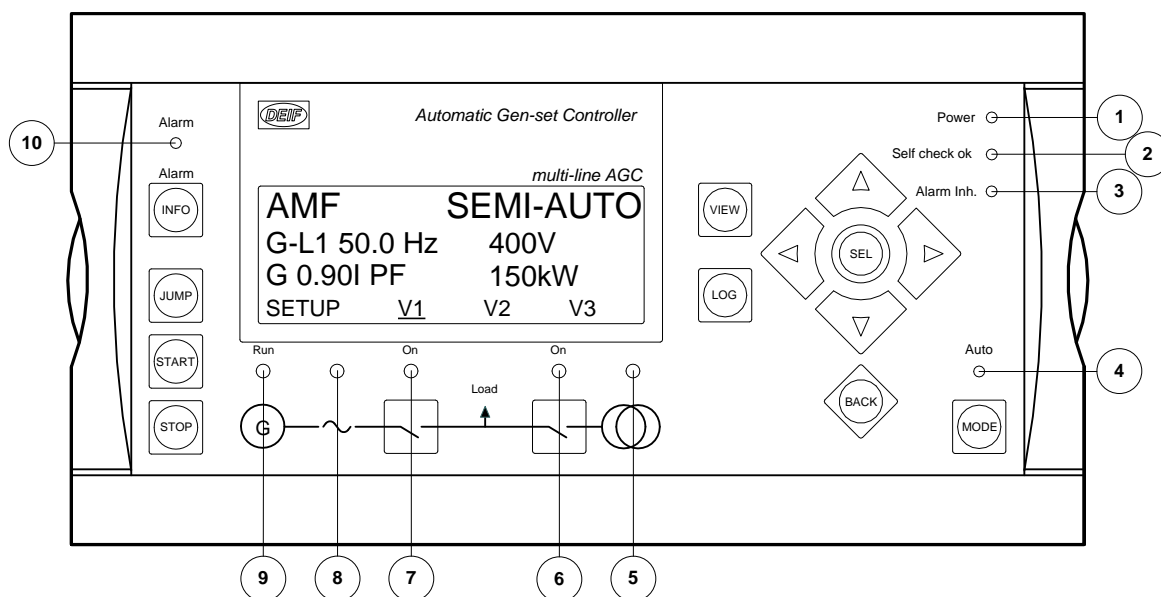 DEIF
Automatic Gen-set Controller
multi-line AGC
AMF SEMI-AUTO
G-L1 50.0 Hz 400V
G 0.90I PF 150kW
SETUP V1 V2 V3
Alarm
10
Alarm
INFO
JUMP
START
STOP
VIEW
LOG
SEL
BACK
Power
1
Self check ok
2
Alarm Inh.
3
Auto
4
MODE
Run
On
Load
On
G
9
8
7
6
5